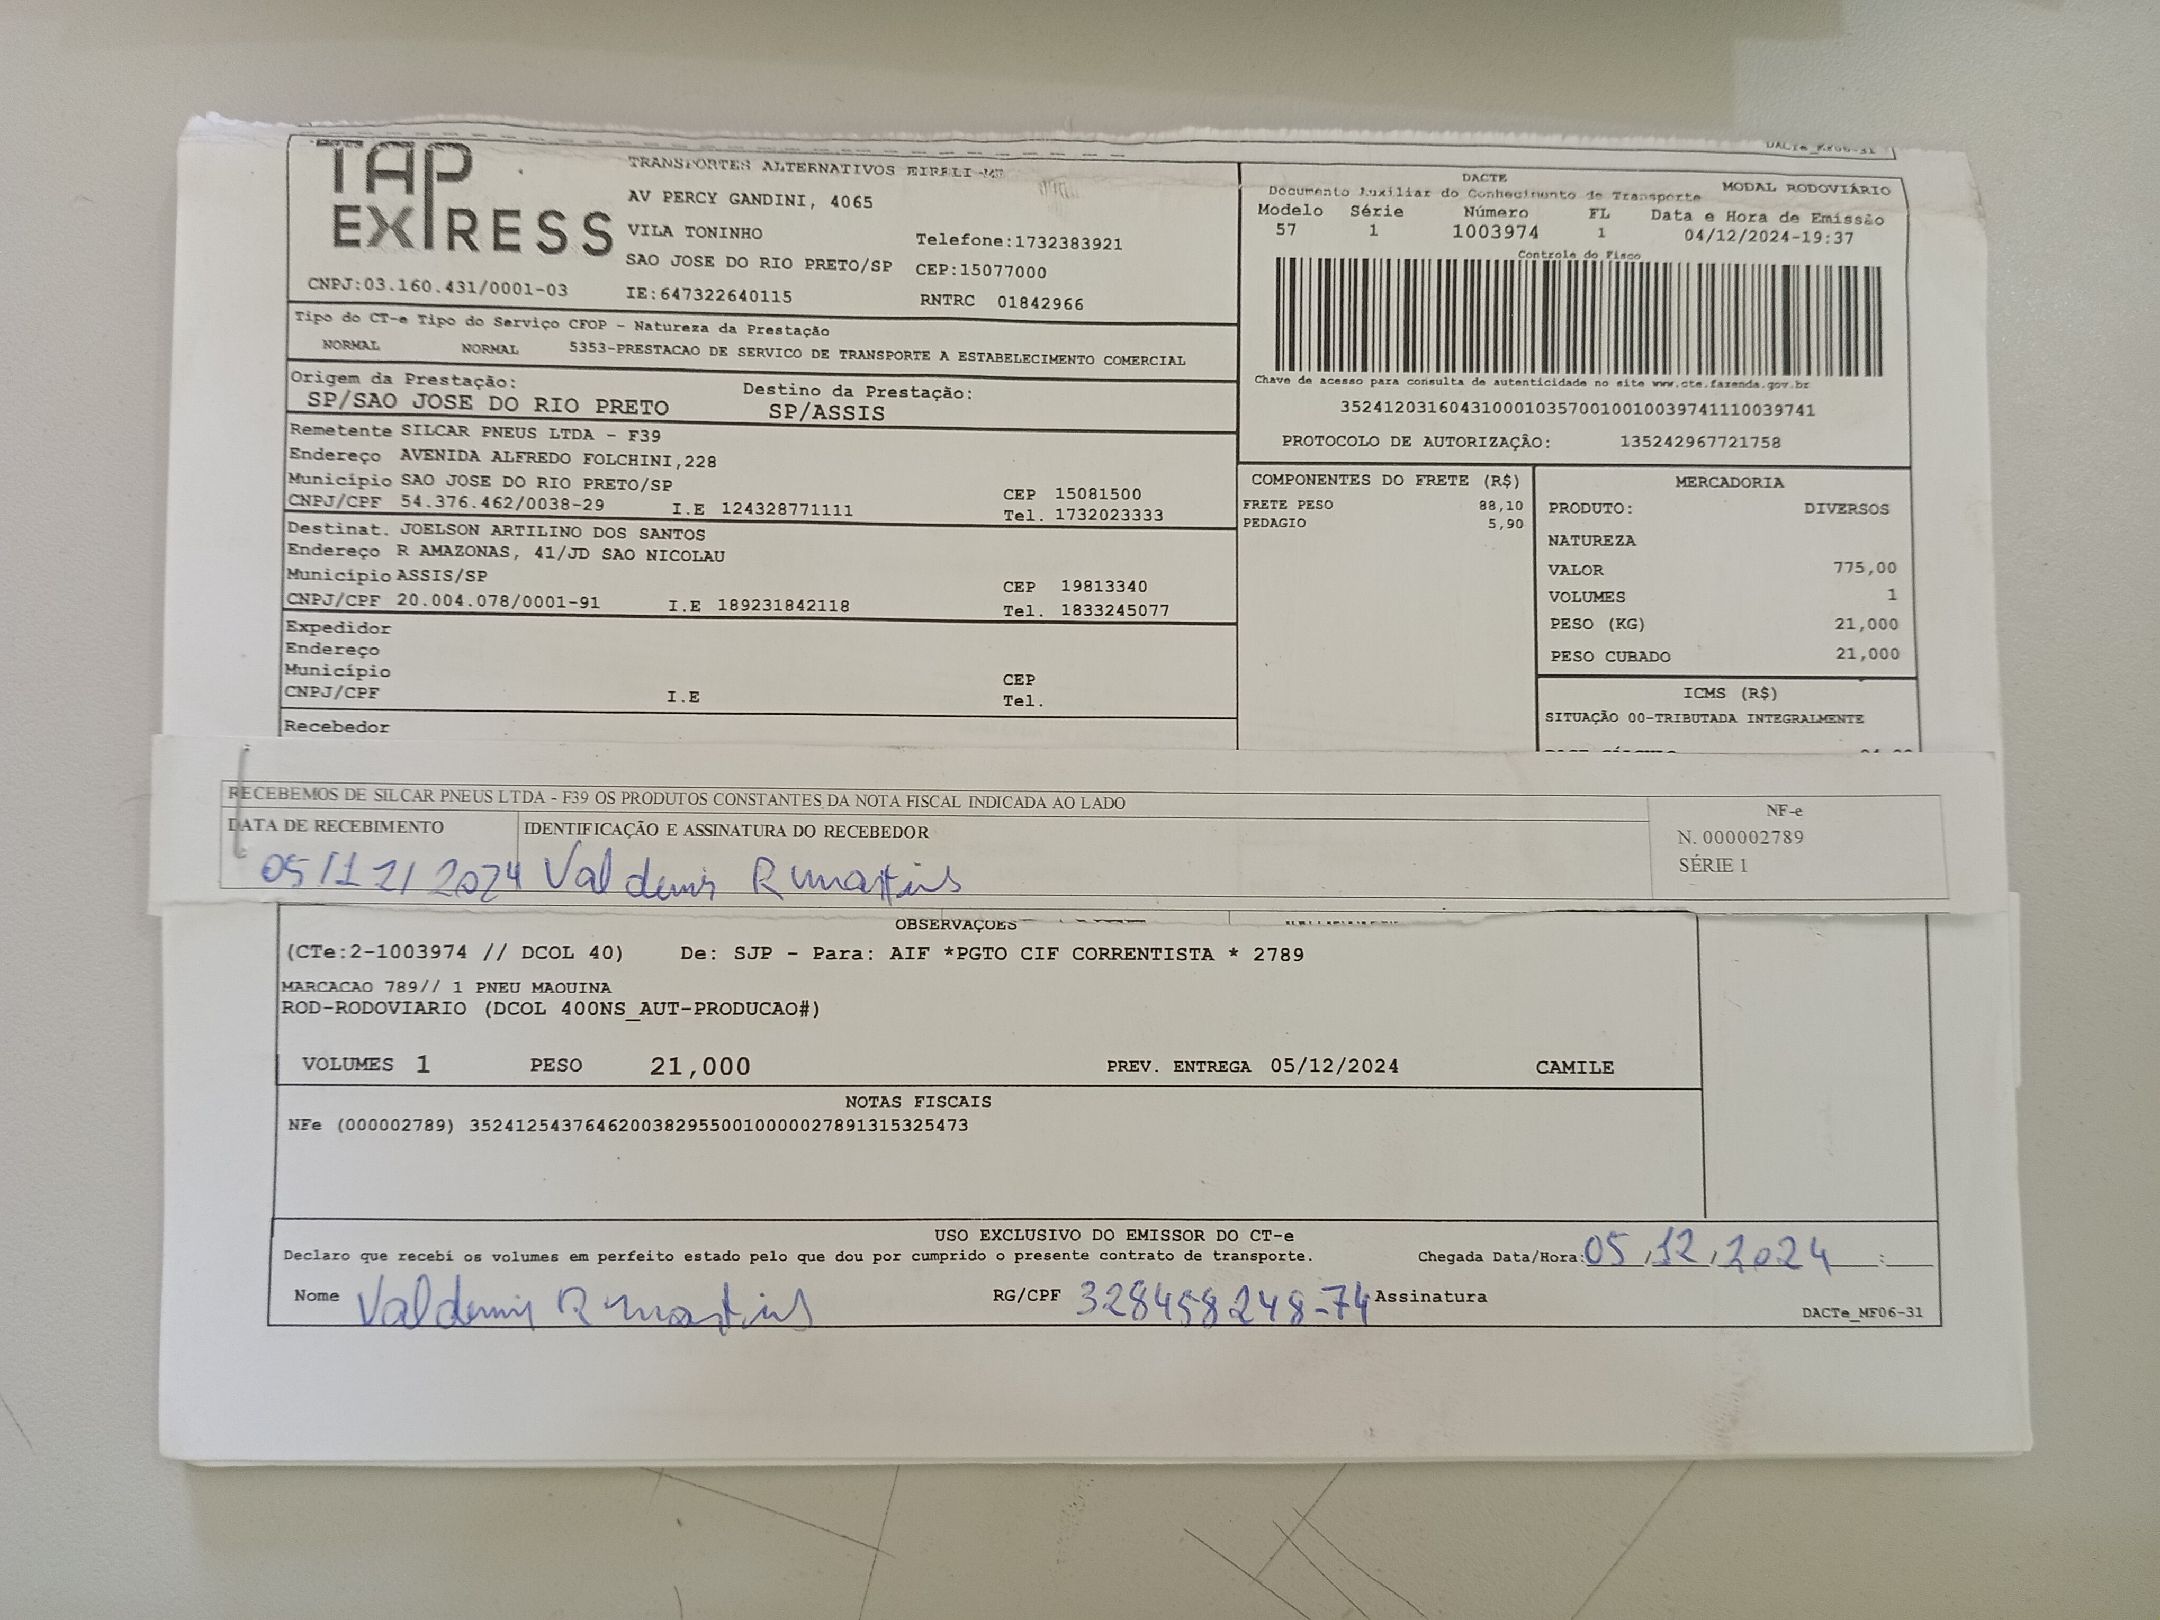 DACTe_MF06-31
TAP EXPRESS
TRANSPORTES ALTERNATIVOS EIRELI -ME
AV PERCY GANDINI, 4065
VILA TONINHO
Telefone:1732383921
SAO JOSE DO RIO PRETO/SP CEP:15077000
CNPJ:03.160.431/0001-03 IE:647322640115 RNTRC 01842966
DACTE
Documento Auxiliar do Conhecimento de Transporte MODAL RODOVIÁRIO
Modelo Série Número FL Data e Hora de Emissão
57 1 1003974 1 04/12/2024-19:37
Controle do Fisco
Chave de acesso para consulta de autenticidade no site www.cte.fazenda.gov.br
35241203160431000103570010010039741110039741
PROTOCOLO DE AUTORIZAÇÃO: 135242967721758
Tipo do CT-e Tipo do Serviço CFOP - Natureza da Prestação
NORMAL NORMAL 5353-PRESTACAO DE SERVICO DE TRANSPORTE A ESTABELECIMENTO COMERCIAL
Origem da Prestação: Destino da Prestação:
SP/SAO JOSE DO RIO PRETO SP/ASSIS
Remetente SILCAR PNEUS LTDA - F39
Endereço AVENIDA ALFREDO FOLCHINI,228
Município SAO JOSE DO RIO PRETO/SP CEP 15081500
CNPJ/CPF 54.376.462/0038-29 I.E 124328771111 Tel. 1732023333
Destinat. JOELSON ARTILINO DOS SANTOS
Endereço R AMAZONAS, 41/JD SAO NICOLAU
Município ASSIS/SP CEP 19813340
CNPJ/CPF 20.004.078/0001-91 I.E 189231842118 Tel. 1833245077
Expedidor
Endereço
Município CEP
CNPJ/CPF I.E Tel.
Recebedor
COMPONENTES DO FRETE (R$)
FRETE PESO 88,10
PEDAGIO 5,90
MERCADORIA
PRODUTO: DIVERSOS
NATUREZA
VALOR 775,00
VOLUMES 1
PESO (KG) 21,000
PESO CUBADO 21,000
ICMS (R$)
SITUAÇÃO 00-TRIBUTADA INTEGRALMENTE
RECEBEMOS DE SILCAR PNEUS LTDA - F39 OS PRODUTOS CONSTANTES DA NOTA FISCAL INDICADA AO LADO
DATA DE RECEBIMENTO IDENTIFICAÇÃO E ASSINATURA DO RECEBEDOR
05/12/2024 Valdemis R martins
NF-e
N. 000002789
SÉRIE 1
OBSERVAÇOES
(CTe:2-1003974 // DCOL 40) De: SJP - Para: AIF *PGTO CIF CORRENTISTA * 2789
MARCACAO 789// 1 PNEU MAQUINA
ROD-RODOVIARIO (DCOL 400NS_AUT-PRODUCAO#)
VOLUMES 1 PESO 21,000 PREV. ENTREGA 05/12/2024 CAMILE
NOTAS FISCAIS
NFe (000002789) 35241254376462003829550010000027891315325473
USO EXCLUSIVO DO EMISSOR DO CT-e
Declaro que recebi os volumes em perfeito estado pelo que dou por cumprido o presente contrato de transporte. Chegada Data/Hora: 05/12/2024 :
Nome Valdemis R martins RG/CPF 328458248-74 Assinatura
DACTe_MF06-31